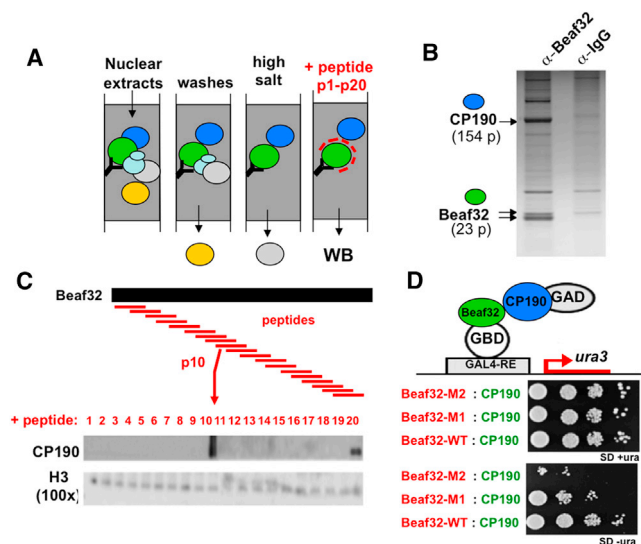 A
Nuclear extracts
washes
high salt
+ peptide p1-p20
WB
B
α-Beaf32
α-IgG
CP190
(154 p)
Beaf32
(23 p)
C
Beaf32
peptides
p10
+ peptide: 1 2 3 4 5 6 7 8 9 10 11 12 13 14 15 16 17 18 19 20
CP190
H3
(100x)
D
Beaf32
CP190
GAD
GBD
GAL4-RE
ura3
Beaf32-M2 : CP190
Beaf32-M1 : CP190
Beaf32-WT : CP190
SD +ura
Beaf32-M2 : CP190
Beaf32-M1 : CP190
Beaf32-WT : CP190
SD -ura